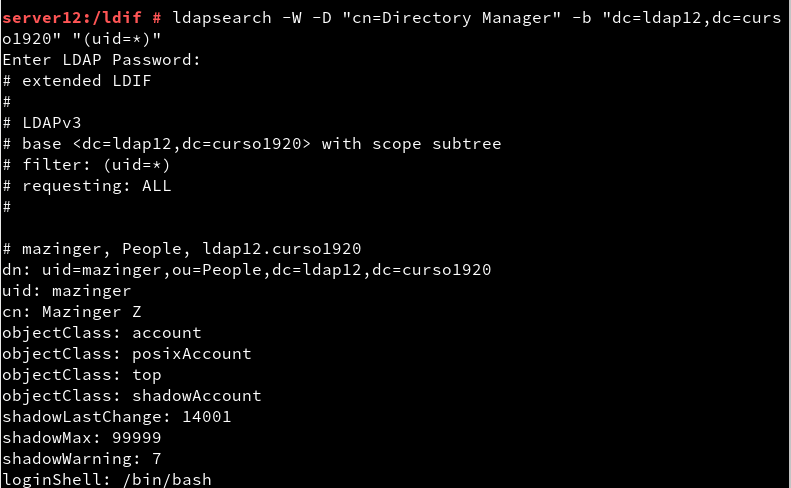 server12:/ldif # ldapsearch -W -D "cn=Directory Manager" -b "dc=ldap12,dc=curs
o1920" "(uid=*)"
Enter LDAP Password:
# extended LDIF
#
# LDAPv3
# base <dc=ldap12,dc=curso1920> with scope subtree
# filter: (uid=*)
# requesting: ALL
#
# mazinger, People, ldap12.curso1920
dn: uid=mazinger,ou=People,dc=ldap12,dc=curso1920
uid: mazinger
cn: Mazinger Z
objectClass: account
objectClass: posixAccount
objectClass: top
objectClass: shadowAccount
shadowLastChange: 14001
shadowMax: 99999
shadowWarning: 7
loginShell: /bin/bash